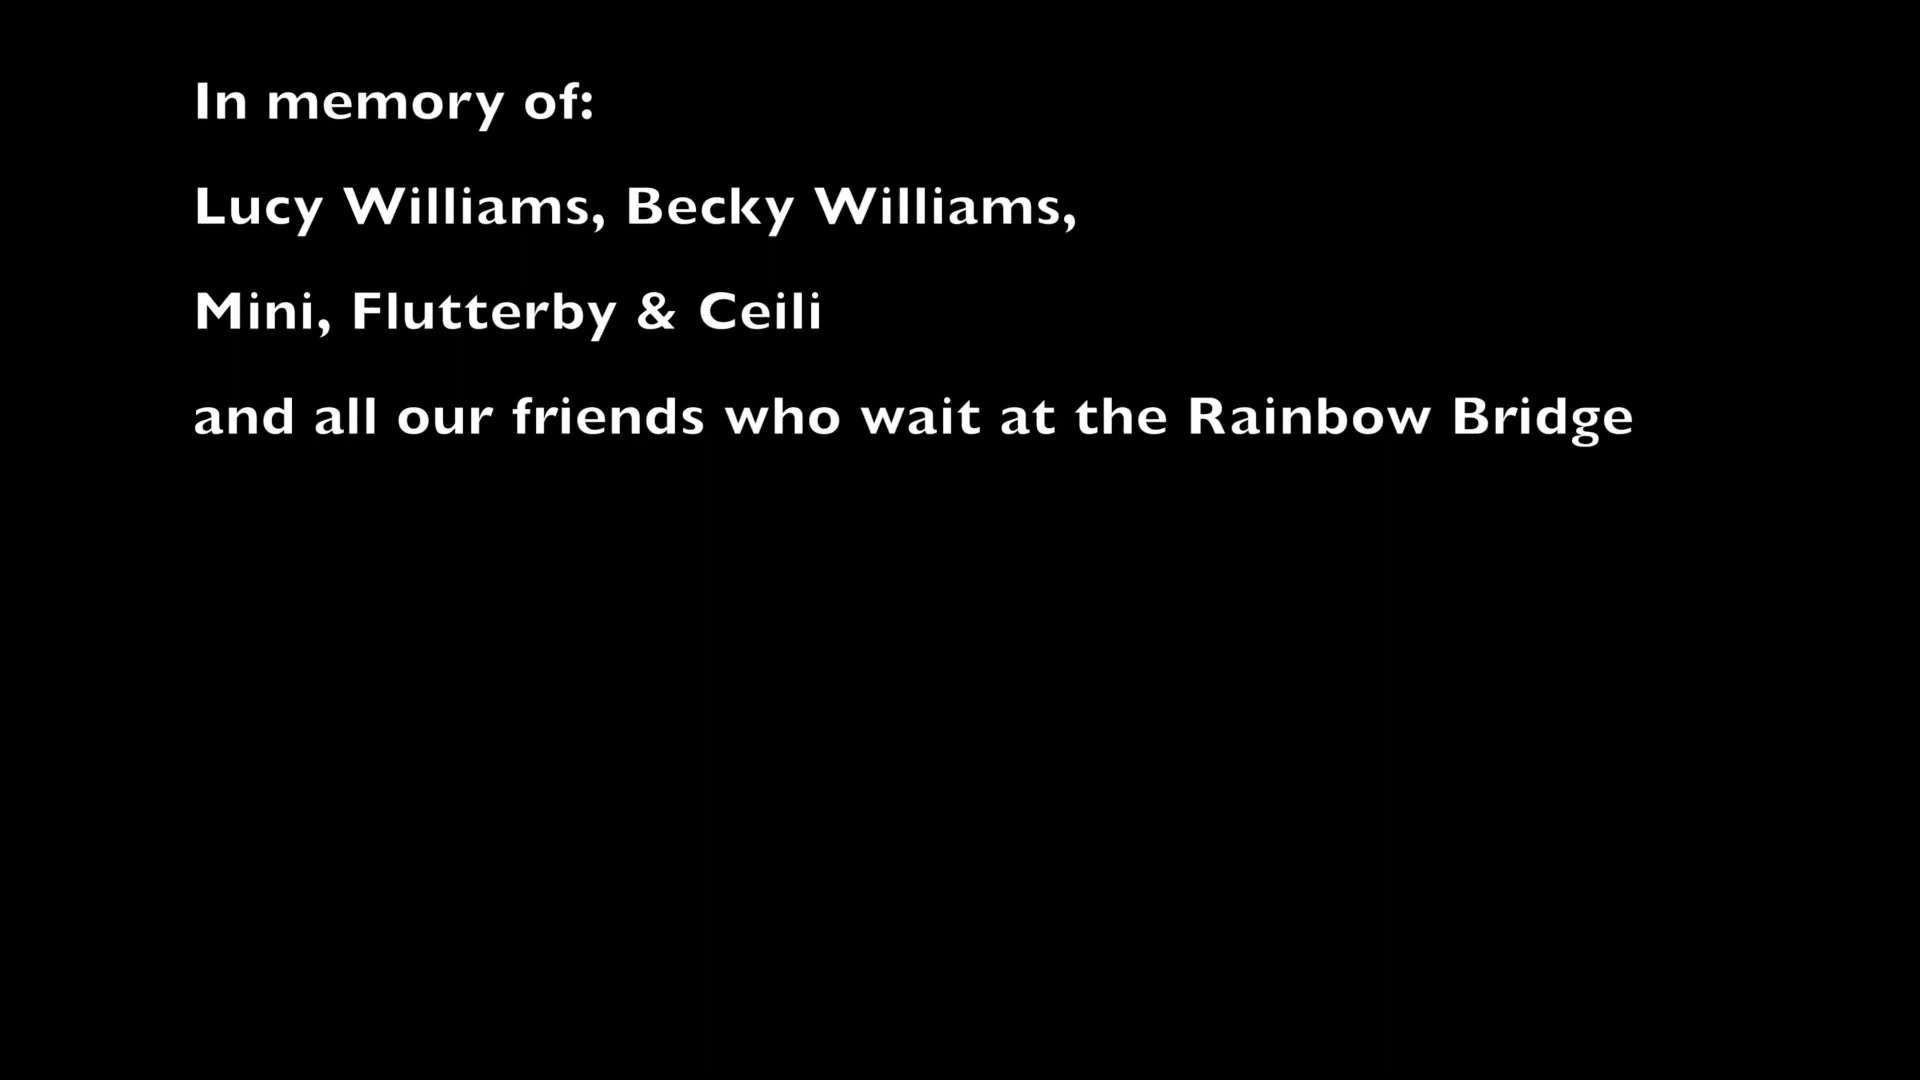 In memory of:
Lucy Williams, Becky Williams,
Mini, Flutterby & Ceili
and all our friends who wait at the Rainbow Bridge